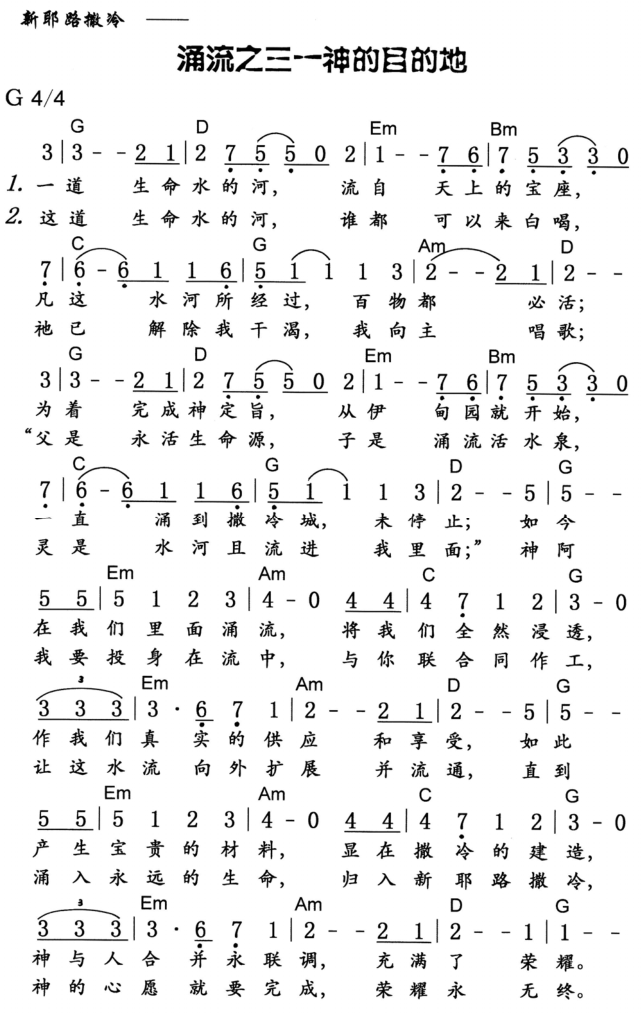 新耶路撒冷 ——
涌流之三一神的目的地
G 4/4
G D Em Bm
3 | 3 - - 2 1 | 2 7 5 5 0 2 | 1 - - 7 6 | 7 5 3 3 0
1. 一道 生命水的河, 流自 天上的宝座,
2. 这道 生命水的河, 谁都 可以来白喝,
C G Am D
7 | 6 - 6 1 1 6 | 5 1 1 1 3 | 2 - - 2 1 | 2 - -
凡这 水河所经过, 百物都 必活;
祂已 解除我干渴, 我向主 唱歌;
G D Em Bm
3 | 3 - - 2 1 | 2 7 5 5 0 2 | 1 - - 7 6 | 7 5 3 3 0
为着 完成神定旨, 从伊 甸园就开始,
“父是 永活生命源, 子是 涌流活水泉,
C G D G
7 | 6 - 6 1 1 6 | 5 1 1 1 3 | 2 - - 5 | 5 - -
一直 涌到撒冷城, 未停止; 如今
灵是 水河且流进 我里面;” 神阿
Em Am C G
5 5 | 5 1 2 3 | 4 - 0 4 4 | 4 7 1 2 | 3 - 0
在我们里面涌流, 将我们全然浸透,
我要投身在流中, 与你联合同作工,
3 Em Am D G
3 3 3 | 3 · 6 7 1 | 2 - - 2 1 | 2 - - 5 | 5 - -
作我们真实的供应 和享受, 如此
让这水流向外扩展 并流通, 直到
Em Am C G
5 5 | 5 1 2 3 | 4 - 0 4 4 | 4 7 1 2 | 3 - 0
产生宝贵的材料, 显在撒冷的建造,
涌入永远的生命, 归入新耶路撒冷,
3 Em Am D G
3 3 3 | 3 · 6 7 1 | 2 - - 2 1 | 2 - - 1 | 1 - -
神与人合并永联调, 充满了 荣耀。
神的心愿就要完成, 荣耀永 无终。